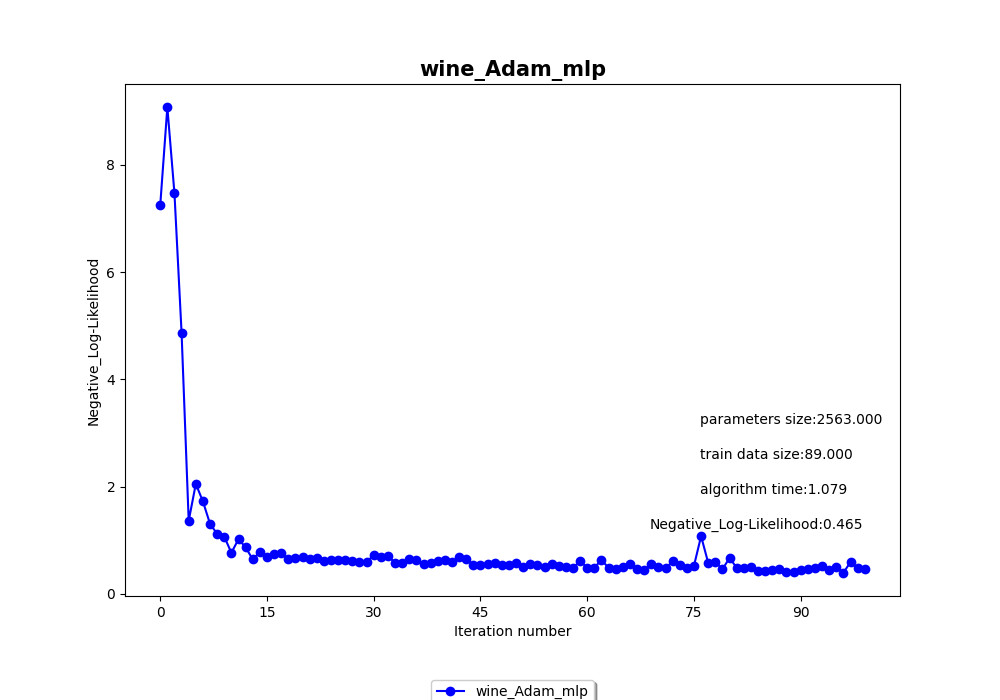 wine_Adam_mlp
8
6
4
2
0
Negative_Log-Likelihood
parameters size:2563.000
train data size:89.000
algorithm time:1.079
Negative_Log-Likelihood:0.465
0 15 30 45 60 75 90
Iteration number
wine_Adam_mlp